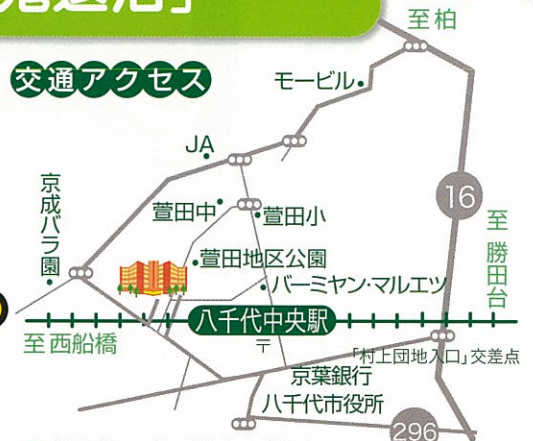 至柏
交通アクセス
モービル
JA
京成バラ園
萱田中
萱田小
16
至勝田台
萱田地区公園
バーミヤン・マルエツ
八千代中央駅
至西船橋
〒
「村上団地入口」交差点
京葉銀行
八千代市役所
296